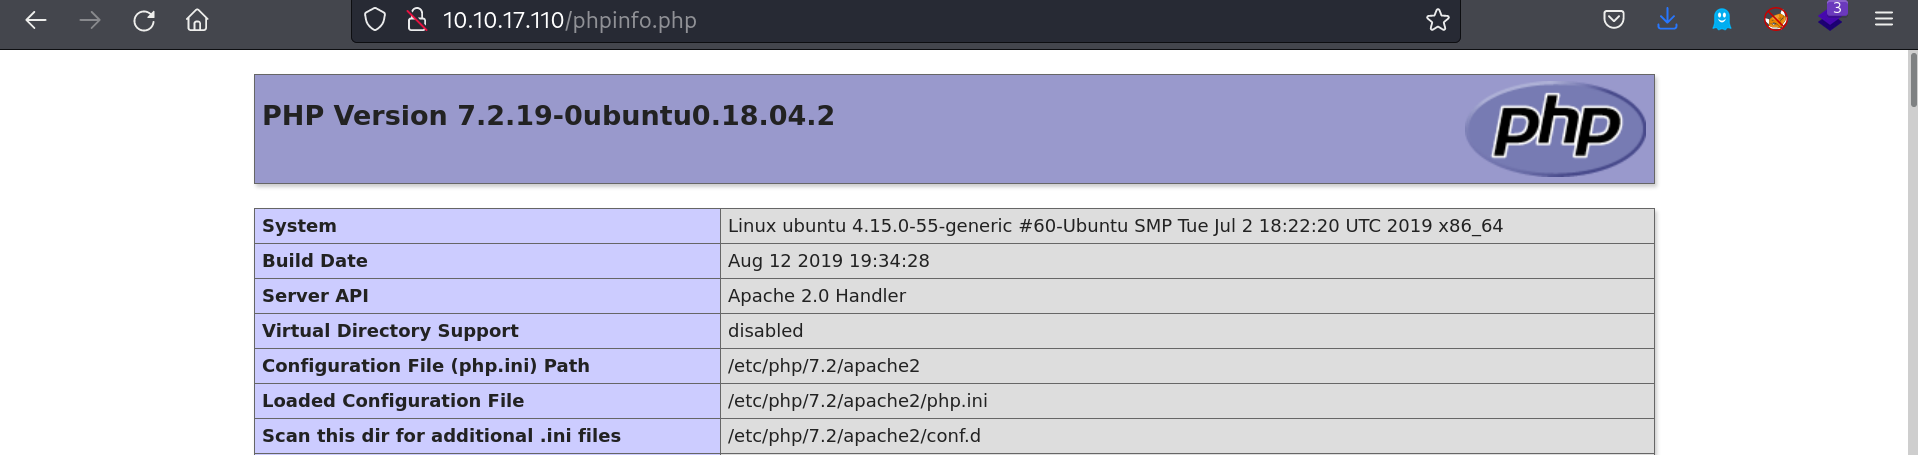 10.10.17.110/phpinfo.php
3
PHP Version 7.2.19-0ubuntu0.18.04.2
php
System Linux ubuntu 4.15.0-55-generic #60-Ubuntu SMP Tue Jul 2 18:22:20 UTC 2019 x86_64
Build Date Aug 12 2019 19:34:28
Server API Apache 2.0 Handler
Virtual Directory Support disabled
Configuration File (php.ini) Path /etc/php/7.2/apache2
Loaded Configuration File /etc/php/7.2/apache2/php.ini
Scan this dir for additional .ini files /etc/php/7.2/apache2/conf.d